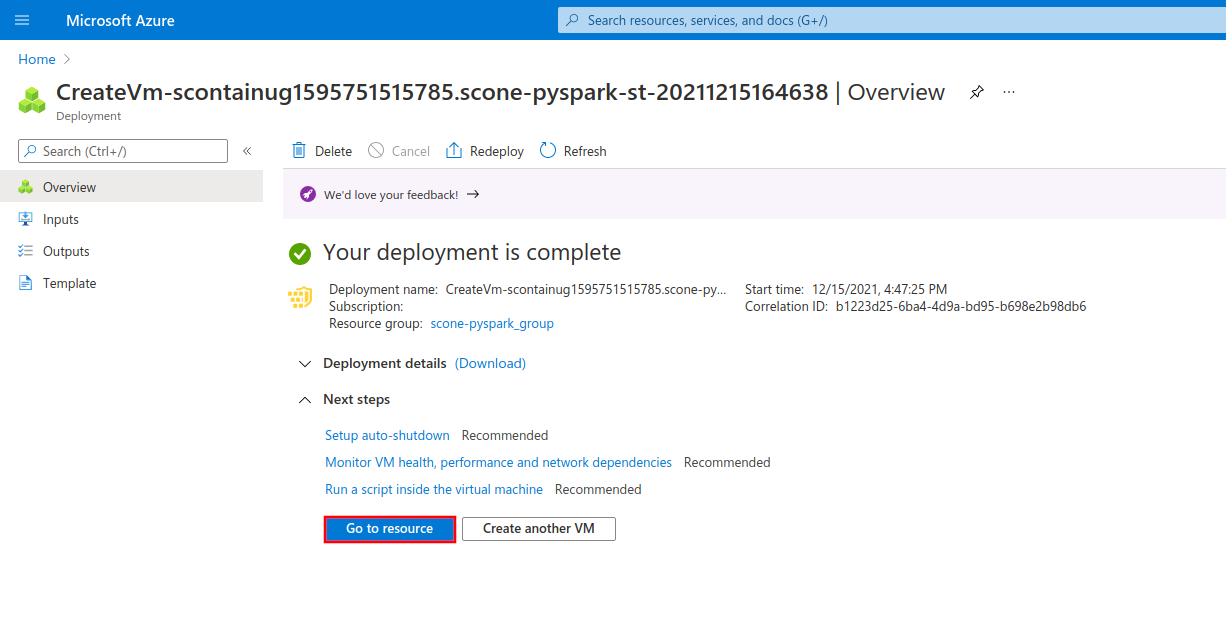 Microsoft Azure
Search resources, services, and docs (G+/)
Home
CreateVm-scontainug1595751515785.scone-pyspark-st-20211215164638 | Overview
Deployment
Search (Ctrl+/)
Delete
Cancel
Redeploy
Refresh
Overview
Inputs
Outputs
Template
We'd love your feedback!
Your deployment is complete
Deployment name: CreateVm-scontainug1595751515785.scone-py...
Subscription:
Resource group: scone-pyspark_group
Start time: 12/15/2021, 4:47:25 PM
Correlation ID: b1223d25-6ba4-4d9a-bd95-b698e2b98db6
Deployment details (Download)
Next steps
Setup auto-shutdown Recommended
Monitor VM health, performance and network dependencies Recommended
Run a script inside the virtual machine Recommended
Go to resource
Create another VM